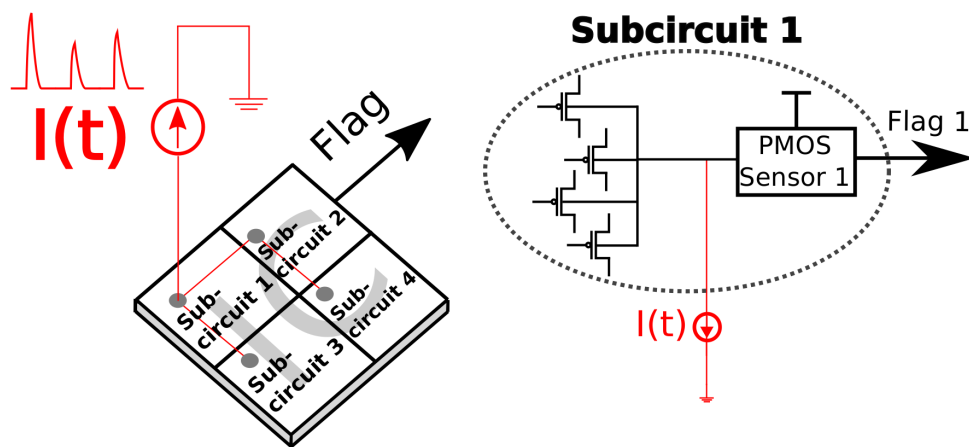 I(t)
Flag
Sub-
circuit 1
Sub-
circuit 2
Sub-
circuit 3
Sub-
circuit 4
IC
Subcircuit 1
PMOS
Sensor 1
Flag 1
I(t)